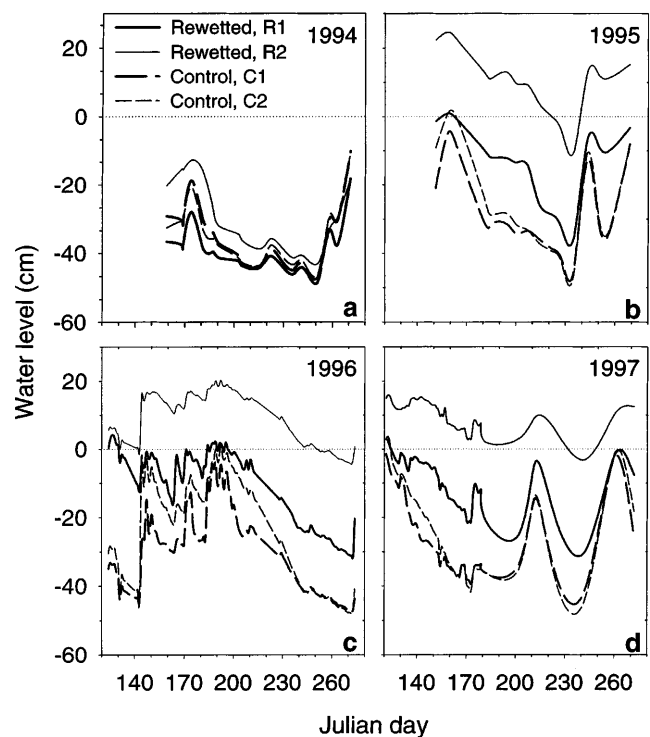 Rewetted, R1
Rewetted, R2
Control, C1
Control, C2
1994
1995
20
0
-20
-40
-60
a
b
1996
1997
20
0
-20
-40
-60
c
d
140 170 200 230 260
140 170 200 230 260
Water level (cm)
Julian day